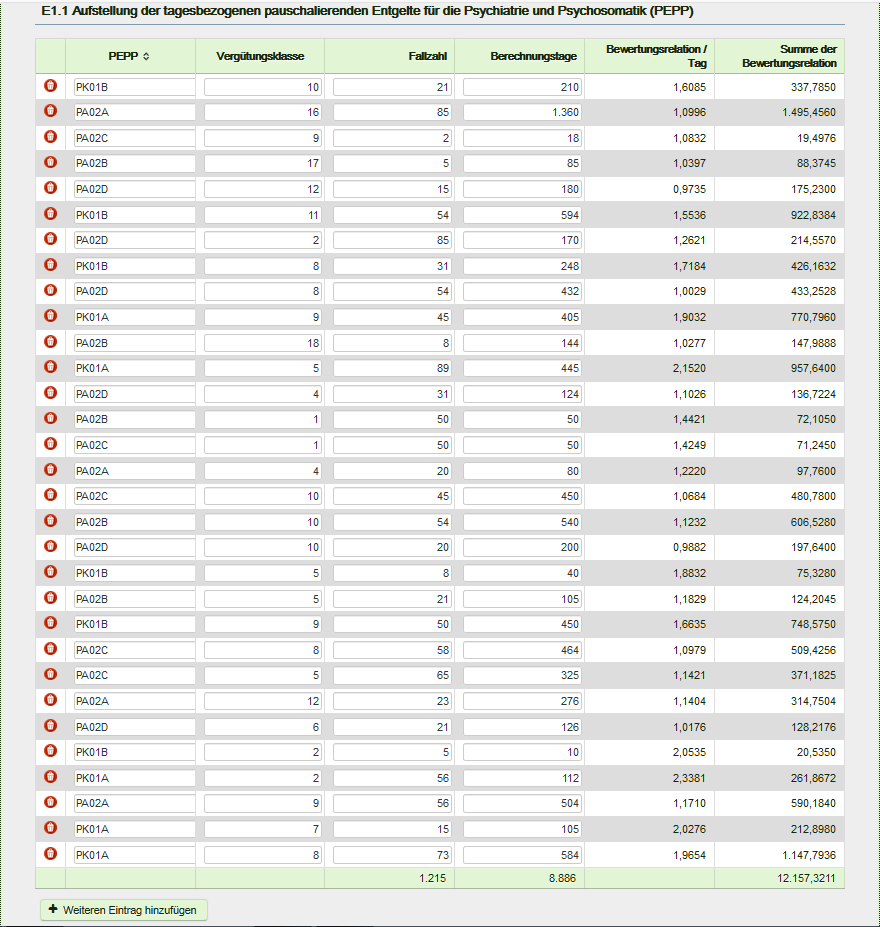 E1.1 Aufstellung der tagesbezogenen pauschalierenden Entgelte für die Psychiatrie und Psychosomatik (PEPP)
PEPP Vergütungsklasse Fallzahl Berechnungstage Bewertungsrelation / Tag Summe der Bewertungsrelation
PK01B 10 21 210 1,6085 337,7850
PA02A 16 85 1.360 1,0996 1.495,4560
PA02C 9 2 18 1,0832 19,4976
PA02B 17 5 85 1,0397 88,3745
PA02D 12 15 180 0,9735 175,2300
PK01B 11 54 594 1,5536 922,8384
PA02D 2 85 170 1,2621 214,5570
PK01B 8 31 248 1,7184 426,1632
PA02D 8 54 432 1,0029 433,2528
PK01A 9 45 405 1,9032 770,7960
PA02B 18 8 144 1,0277 147,9888
PK01A 5 89 445 2,1520 957,6400
PA02D 4 31 124 1,1026 136,7224
PA02B 1 50 50 1,4421 72,1050
PA02C 1 50 50 1,4249 71,2450
PA02A 4 20 80 1,2220 97,7600
PA02C 10 45 450 1,0684 480,7800
PA02B 10 54 540 1,1232 606,5280
PA02D 10 20 200 0,9882 197,6400
PK01B 5 8 40 1,8832 75,3280
PA02B 5 21 105 1,1829 124,2045
PK01B 9 50 450 1,6635 748,5750
PA02C 8 58 464 1,0979 509,4256
PA02C 5 65 325 1,1421 371,1825
PA02A 12 23 276 1,1404 314,7504
PA02D 6 21 126 1,0176 128,2176
PK01B 2 5 10 2,0535 20,5350
PK01A 2 56 112 2,3381 261,8672
PA02A 9 56 504 1,1710 590,1840
PK01A 7 15 105 2,0276 212,8980
PK01A 8 73 584 1,9654 1.147,7936
1.215 8.886 12.157,3211
Weiteren Eintrag hinzufügen